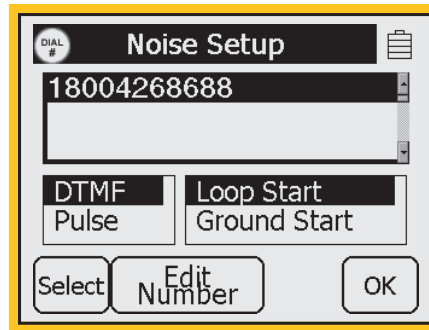 DIAL
#
Noise Setup
18004268688
DTMF
Pulse
Loop Start
Ground Start
Select
Edit
Number
OK